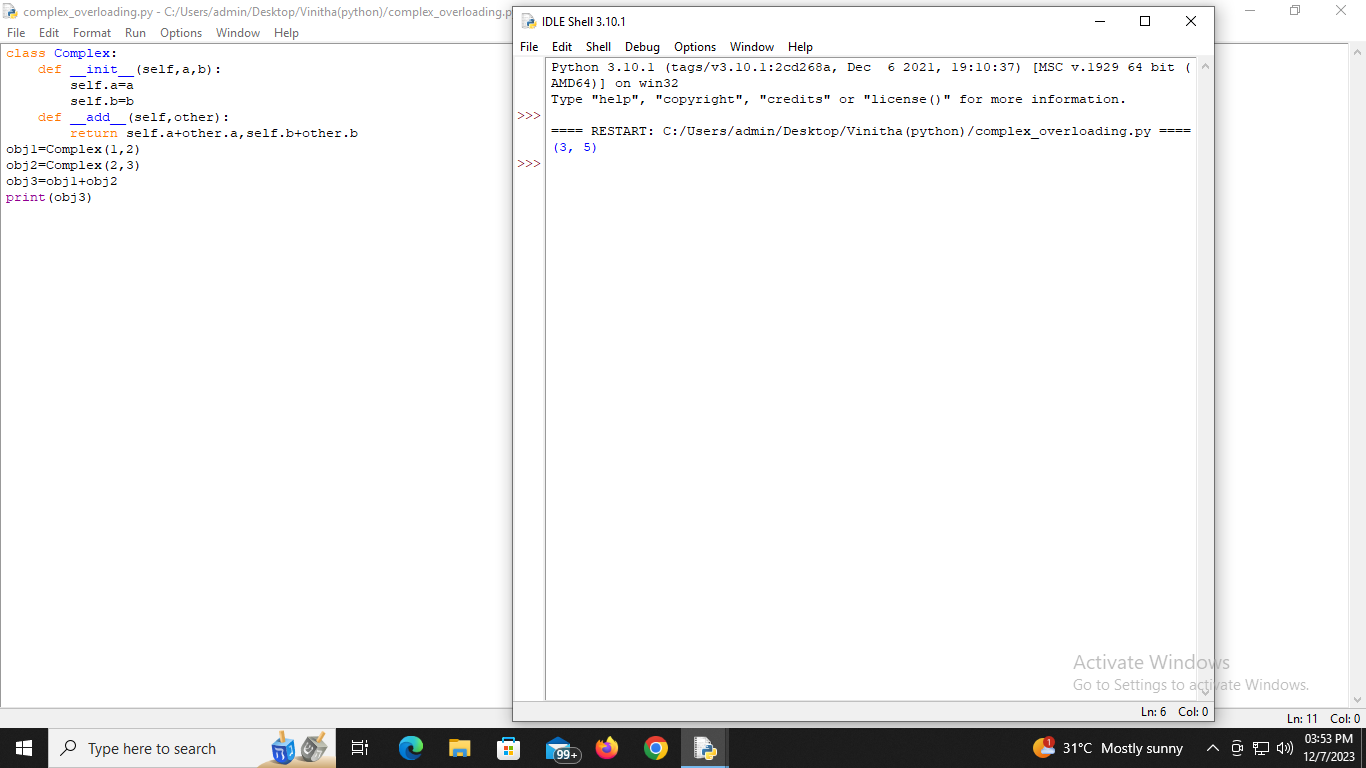 complex_overloading.py - C:/Users/admin/Desktop/Vinitha(python)/complex_overloading.p
File Edit Format Run Options Window Help
class Complex:
    def __init__(self,a,b):
        self.a=a
        self.b=b
    def __add__(self,other):
        return self.a+other.a,self.b+other.b
obj1=Complex(1,2)
obj2=Complex(2,3)
obj3=obj1+obj2
print(obj3)
IDLE Shell 3.10.1
File Edit Shell Debug Options Window Help
Python 3.10.1 (tags/v3.10.1:2cd268a, Dec  6 2021, 19:10:37) [MSC v.1929 64 bit (
AMD64)] on win32
Type "help", "copyright", "credits" or "license()" for more information.
>>>
==== RESTART: C:/Users/admin/Desktop/Vinitha(python)/complex_overloading.py ====
(3, 5)
>>>
Activate Windows
Go to Settings to activate Windows.
Ln: 6 Col: 0
Ln: 11 Col: 0
Type here to search
99+
31°C Mostly sunny
03:53 PM
12/7/2023